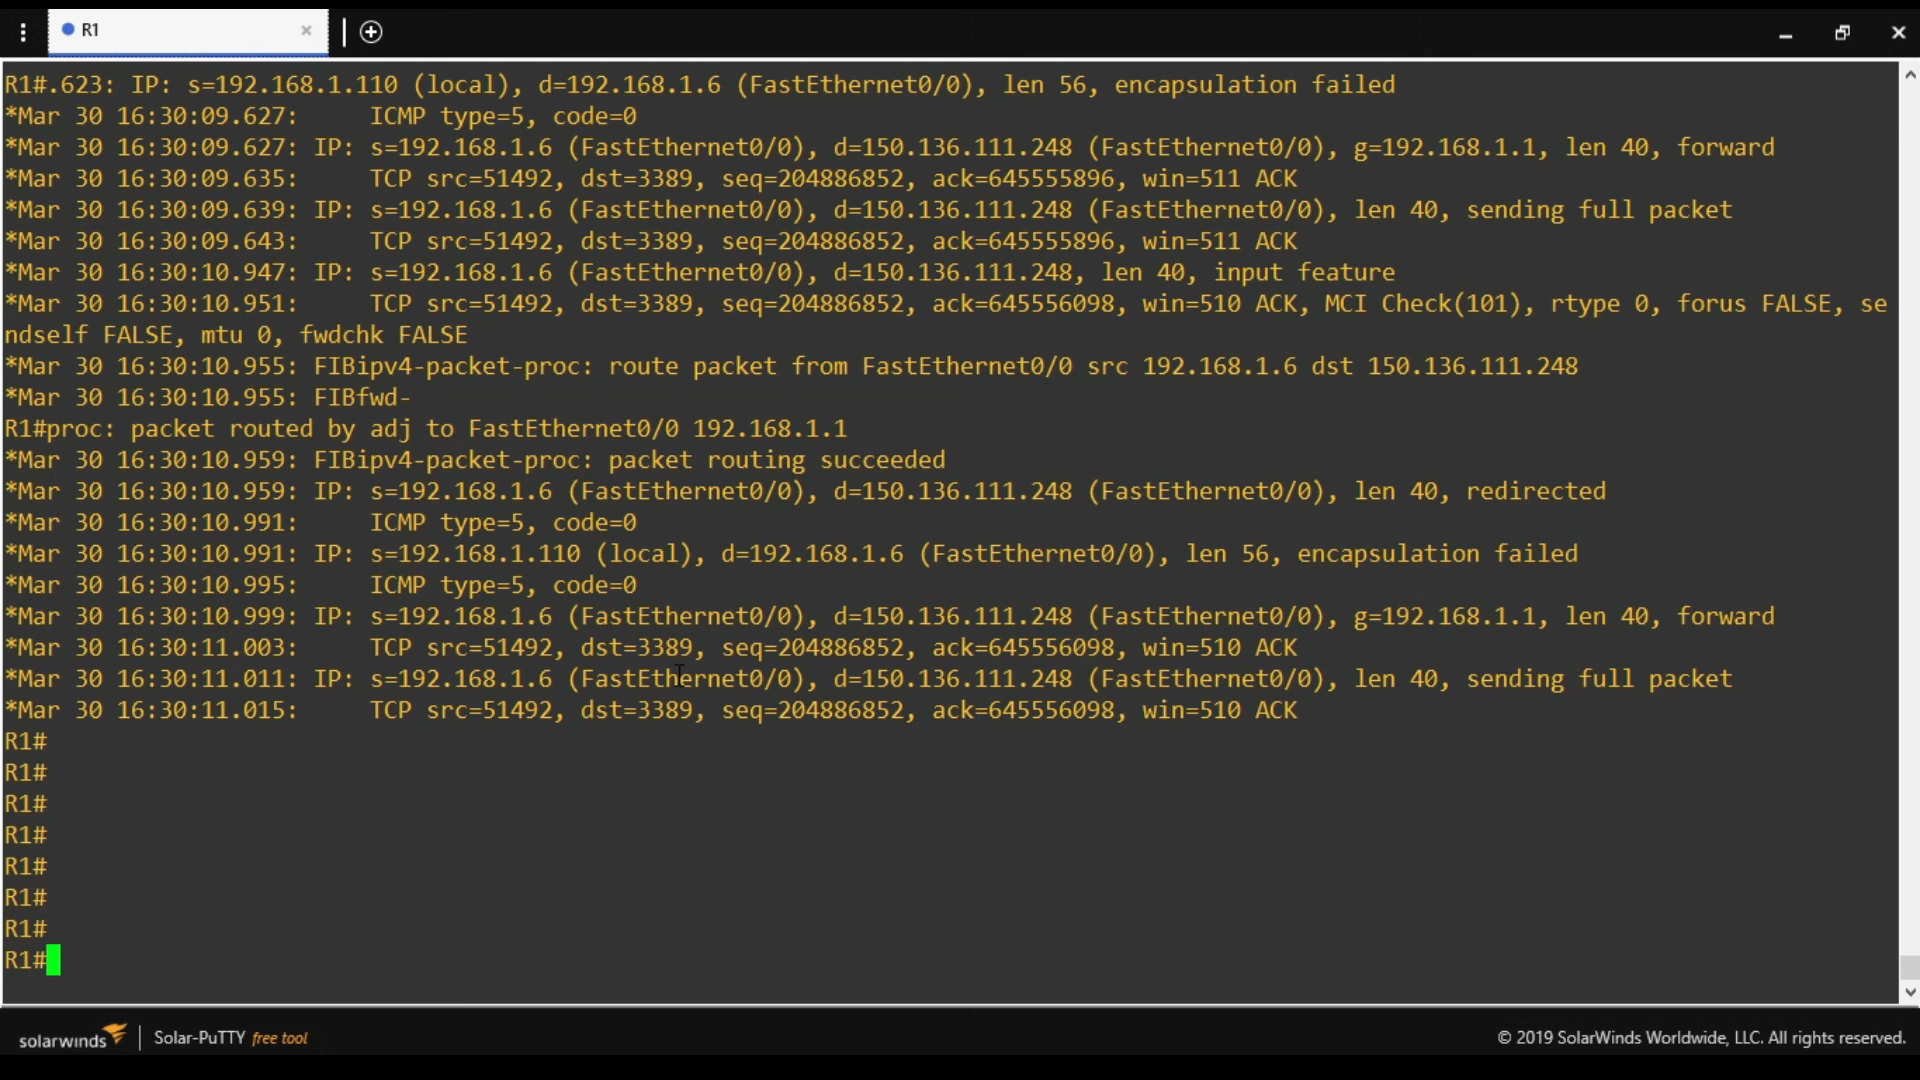 R1
R1#.623: IP: s=192.168.1.110 (local), d=192.168.1.6 (FastEthernet0/0), len 56, encapsulation failed
*Mar 30 16:30:09.627:     ICMP type=5, code=0
*Mar 30 16:30:09.627: IP: s=192.168.1.6 (FastEthernet0/0), d=150.136.111.248 (FastEthernet0/0), g=192.168.1.1, len 40, forward
*Mar 30 16:30:09.635:     TCP src=51492, dst=3389, seq=204886852, ack=645555896, win=511 ACK
*Mar 30 16:30:09.639: IP: s=192.168.1.6 (FastEthernet0/0), d=150.136.111.248 (FastEthernet0/0), len 40, sending full packet
*Mar 30 16:30:09.643:     TCP src=51492, dst=3389, seq=204886852, ack=645555896, win=511 ACK
*Mar 30 16:30:10.947: IP: s=192.168.1.6 (FastEthernet0/0), d=150.136.111.248, len 40, input feature
*Mar 30 16:30:10.951:     TCP src=51492, dst=3389, seq=204886852, ack=645556098, win=510 ACK, MCI Check(101), rtype 0, forus FALSE, se
ndself FALSE, mtu 0, fwdchk FALSE
*Mar 30 16:30:10.955: FIBipv4-packet-proc: route packet from FastEthernet0/0 src 192.168.1.6 dst 150.136.111.248
*Mar 30 16:30:10.955: FIBfwd-
R1#proc: packet routed by adj to FastEthernet0/0 192.168.1.1
*Mar 30 16:30:10.959: FIBipv4-packet-proc: packet routing succeeded
*Mar 30 16:30:10.959: IP: s=192.168.1.6 (FastEthernet0/0), d=150.136.111.248 (FastEthernet0/0), len 40, redirected
*Mar 30 16:30:10.991:     ICMP type=5, code=0
*Mar 30 16:30:10.991: IP: s=192.168.1.110 (local), d=192.168.1.6 (FastEthernet0/0), len 56, encapsulation failed
*Mar 30 16:30:10.995:     ICMP type=5, code=0
*Mar 30 16:30:10.999: IP: s=192.168.1.6 (FastEthernet0/0), d=150.136.111.248 (FastEthernet0/0), g=192.168.1.1, len 40, forward
*Mar 30 16:30:11.003:     TCP src=51492, dst=3389, seq=204886852, ack=645556098, win=510 ACK
*Mar 30 16:30:11.011: IP: s=192.168.1.6 (FastEthernet0/0), d=150.136.111.248 (FastEthernet0/0), len 40, sending full packet
*Mar 30 16:30:11.015:     TCP src=51492, dst=3389, seq=204886852, ack=645556098, win=510 ACK
R1#
R1#
R1#
R1#
R1#
R1#
R1#
R1#
solarwinds | Solar-PuTTY free tool
© 2019 SolarWinds Worldwide, LLC. All rights reserved.